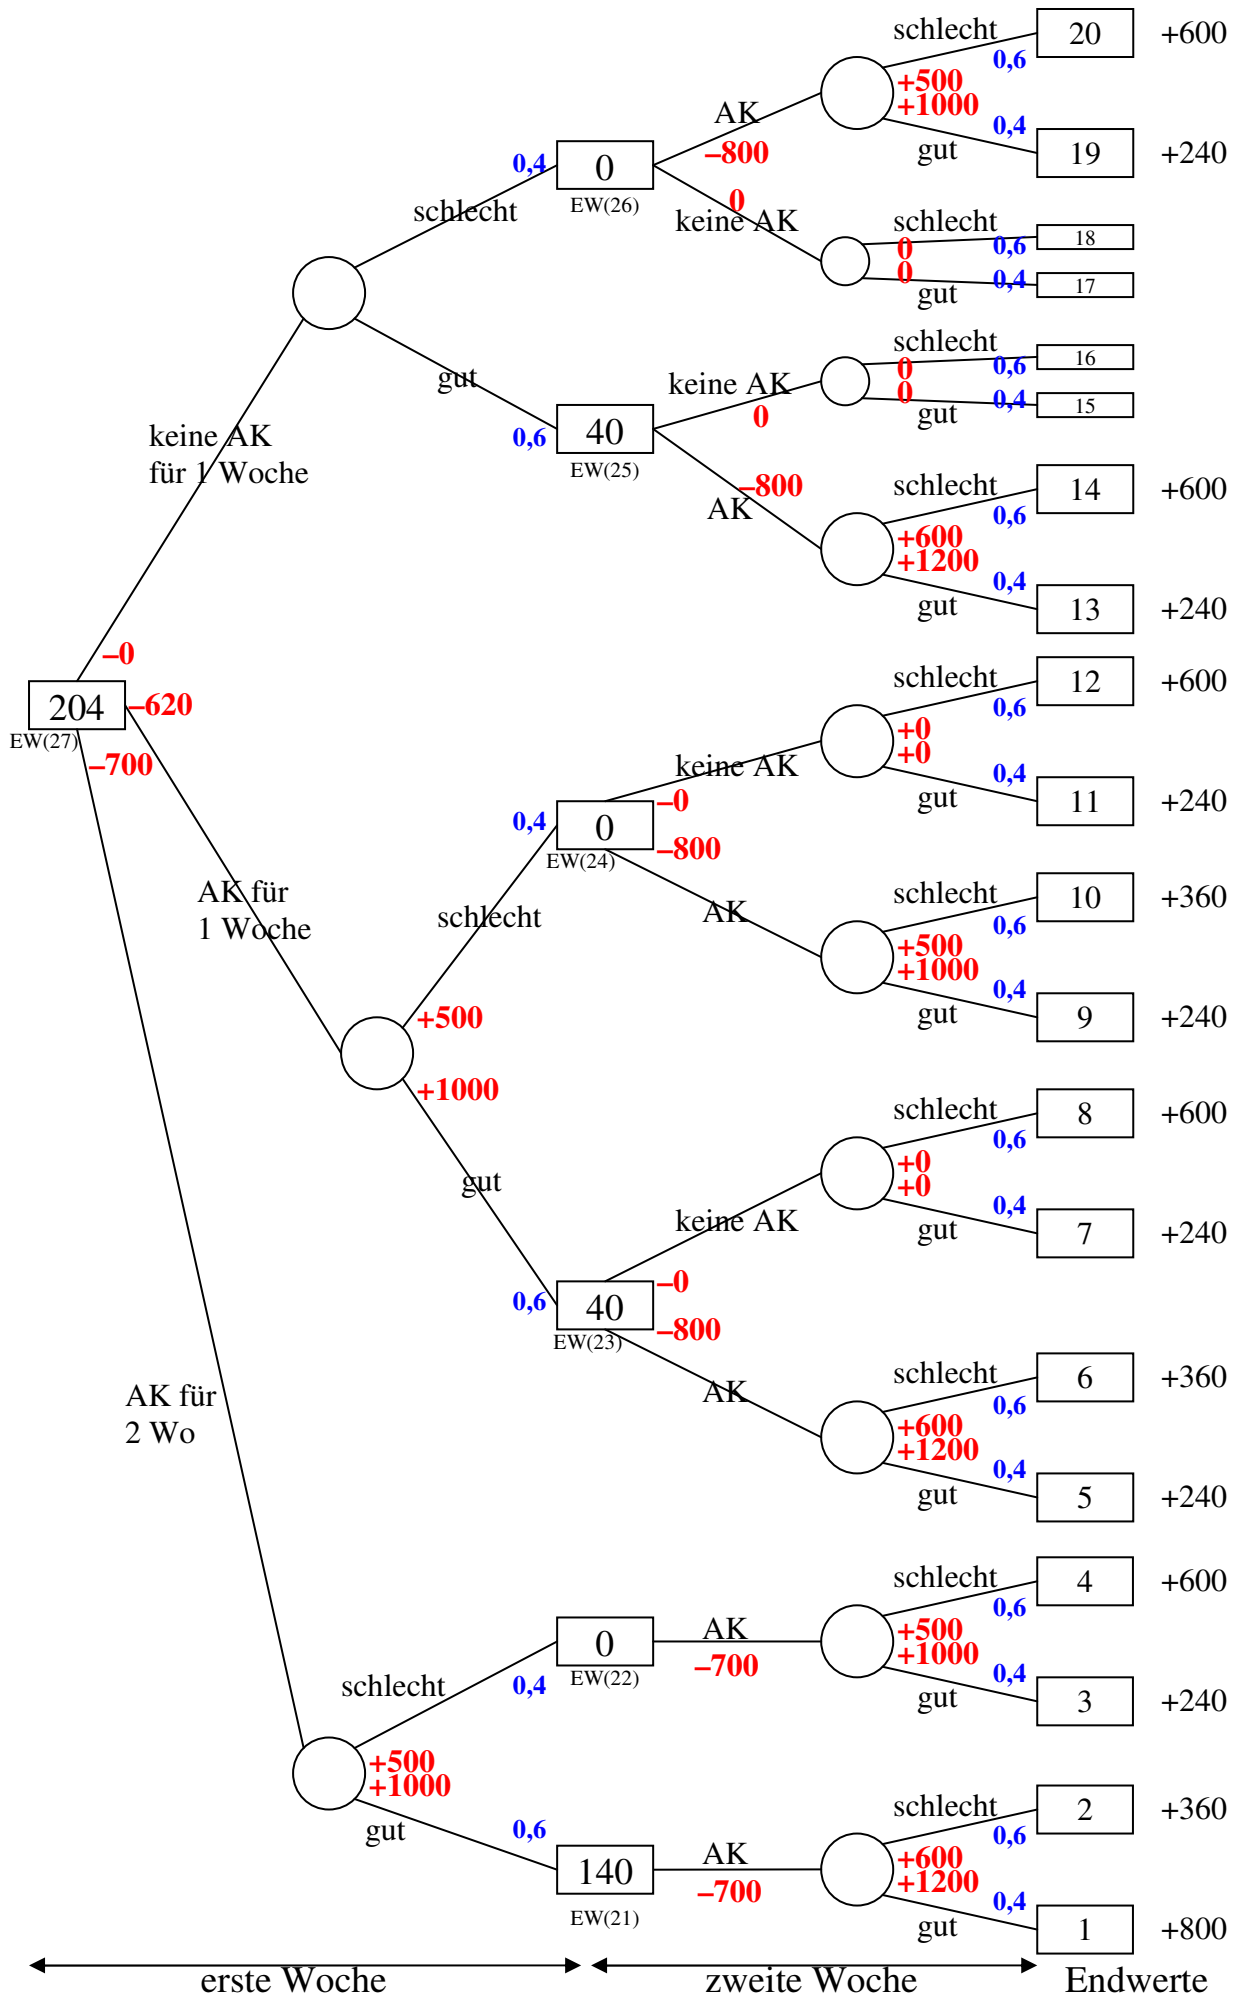 schlecht
20
+600
0,6
+500
+1000
AK
0,4
–800
gut
19
+240
0,4
0
EW(26)
0
keine AK
schlecht
schlecht
0
0,6
18
0
0,4
17
gut
schlecht
0
0,6
16
gut
keine AK
0
0,4
15
0
gut
keine AK
für 1 Woche
0,6
40
EW(25)
–800
AK
schlecht
14
+600
0,6
+600
+1200
0,4
gut
13
+240
–0
204
–620
EW(27)
–700
schlecht
12
+600
0,6
+0
+0
keine AK
0,4
gut
11
+240
–0
0,4
0
–800
EW(24)
AK für
1 Woche
schlecht
AK
schlecht
10
+360
0,6
+500
+1000
0,4
gut
9
+240
+500
+1000
schlecht
8
+600
0,6
gut
+0
+0
keine AK
0,4
gut
7
+240
–0
0,6
40
–800
EW(23)
AK für
2 Wo
AK
schlecht
6
+360
0,6
+600
+1200
0,4
gut
5
+240
schlecht
4
+600
0,6
0
AK
+500
+1000
–700
EW(22)
schlecht
0,4
0,4
gut
3
+240
+500
+1000
gut
0,6
schlecht
2
+360
0,6
140
AK
+600
+1200
–700
EW(21)
0,4
gut
1
+800
erste Woche
zweite Woche
Endwerte